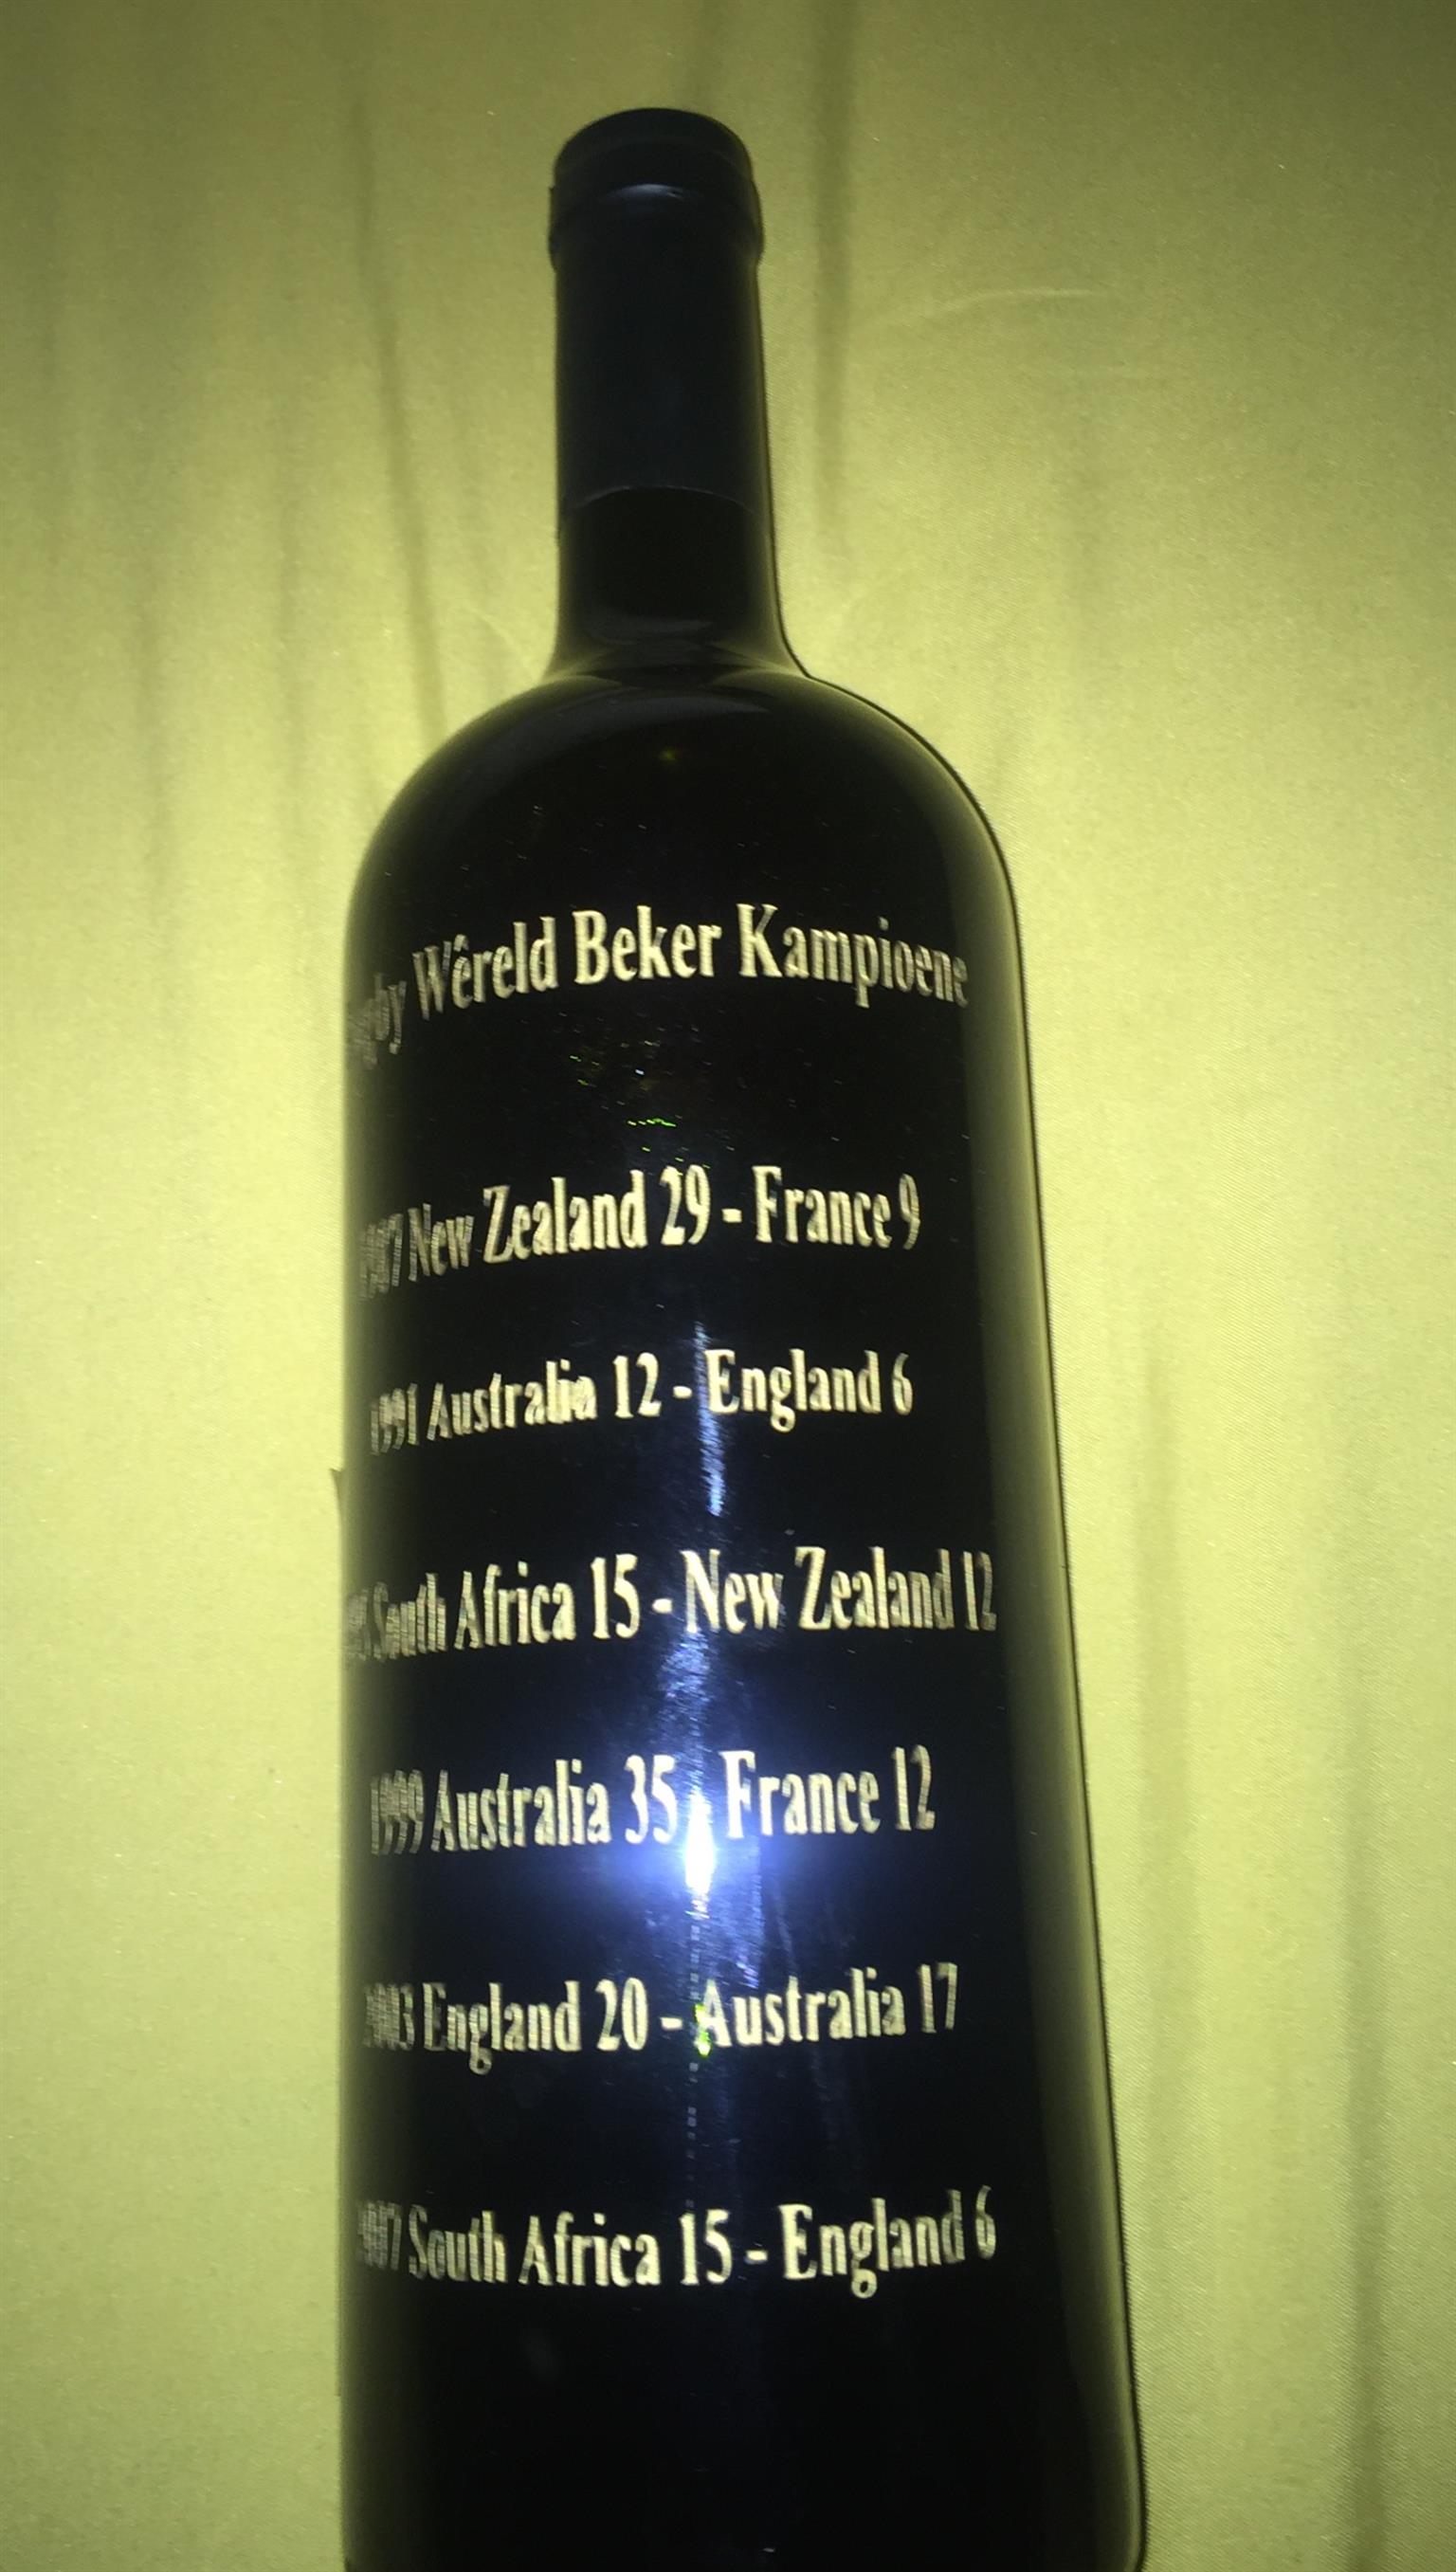 Wêreld Beker Kampioene
1987 New Zealand 29 - France 9
1991 Australia 12 - England 6
South Africa 15 - New Zealand 12
1999 Australia 35 - France 12
2003 England 20 - Australia 17
South Africa 15 - England 6